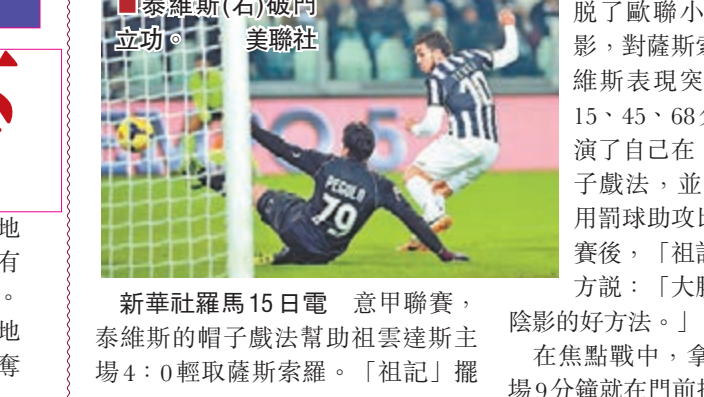 ■泰維斯(右)破門
立功。 美聯社
PEGOLO
79
10
新華社羅馬15日電 意甲聯賽，
泰維斯的帽子戲法幫助祖雲達斯主
場4：0輕取薩斯索羅。「祖記」擺
脫了歐聯小
影，對薩斯索
維斯表現突
15、45、68分
演了自己在
子戲法，並
用罰球助攻比
賽後，「祖記
方説：「大勝
陰影的好方法。」
在焦點戰中，拿
場9分鐘就在門前
地
有
。
地
奪